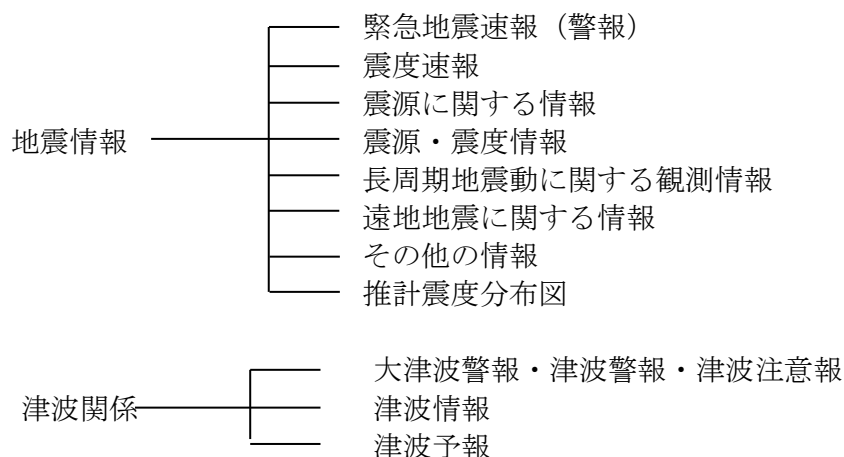 緊急地震速報（警報）
震度速報
震源に関する情報
地震情報
震源・震度情報
長周期地震動に関する観測情報
遠地地震に関する情報
その他の情報
推計震度分布図
大津波警報・津波警報・津波注意報
津波関係
津波情報
津波予報